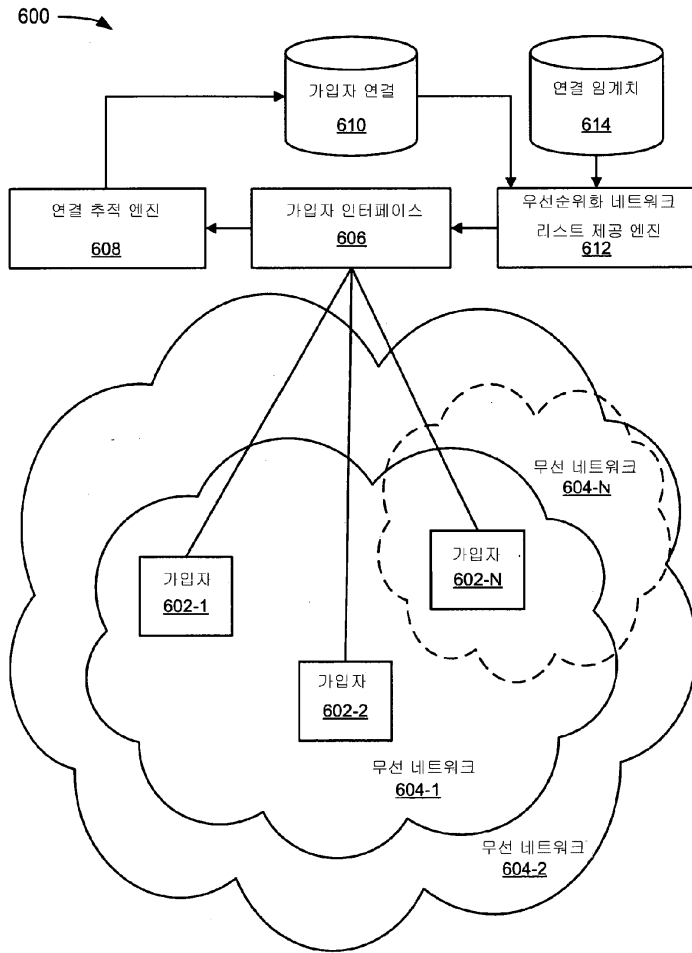 600
가입자 연결
610
연결 임계치
614
연결 추적 엔진
608
가입자 인터페이스
606
우선순위화 네트워크
리스트 제공 엔진
612
무선 네트워크
604-N
가입자
602-1
가입자
602-N
가입자
602-2
무선 네트워크
604-1
무선 네트워크
604-2